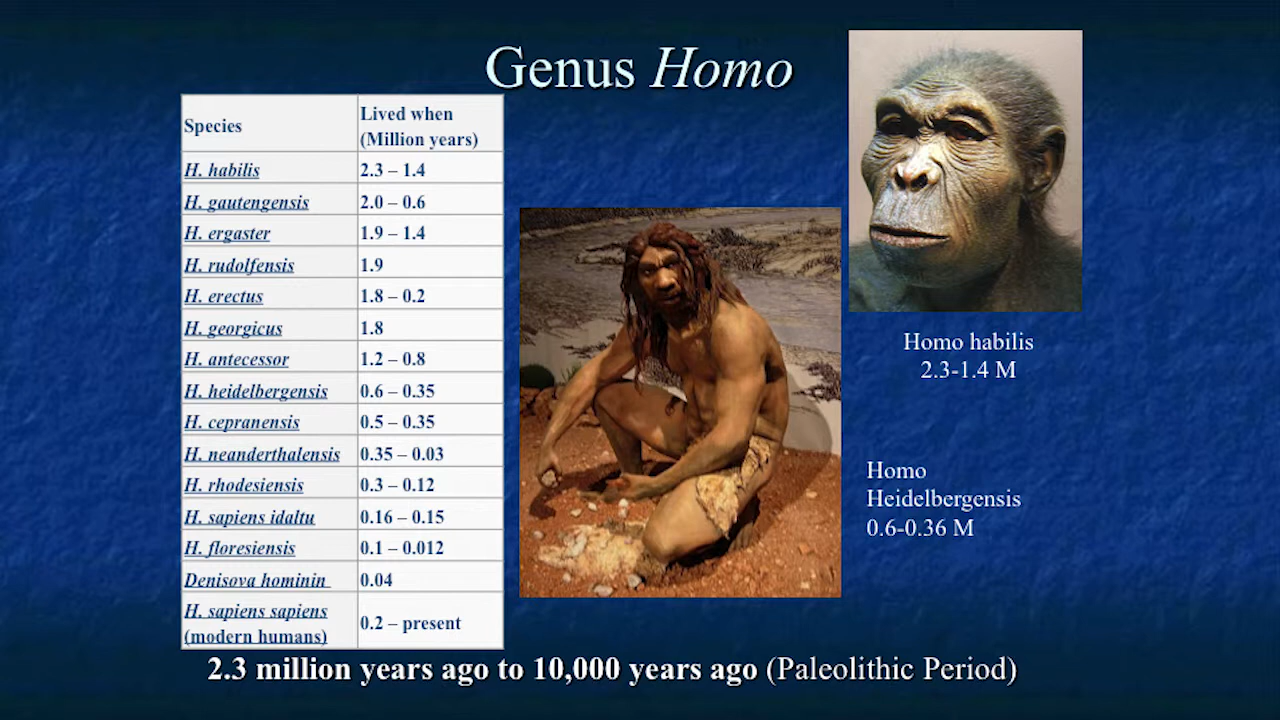 Genus Homo
Species
Lived when
(Million years)
H. habilis
2.3 – 1.4
H. gautengensis
2.0 – 0.6
H. ergaster
1.9 – 1.4
H. rudolfensis
1.9
H. erectus
1.8 – 0.2
H. georgicus
1.8
H. antecessor
1.2 – 0.8
H. heidelbergensis
0.6 – 0.35
H. cepranensis
0.5 – 0.35
H. neanderthalensis
0.35 – 0.03
H. rhodesiensis
0.3 – 0.12
H. sapiens idaltu
0.16 – 0.15
H. floresiensis
0.1 – 0.012
Denisova hominin
0.04
H. sapiens sapiens
(modern humans)
0.2 – present
Homo habilis
2.3-1.4 M
Homo
Heidelbergensis
0.6-0.36 M
2.3 million years ago to 10,000 years ago (Paleolithic Period)